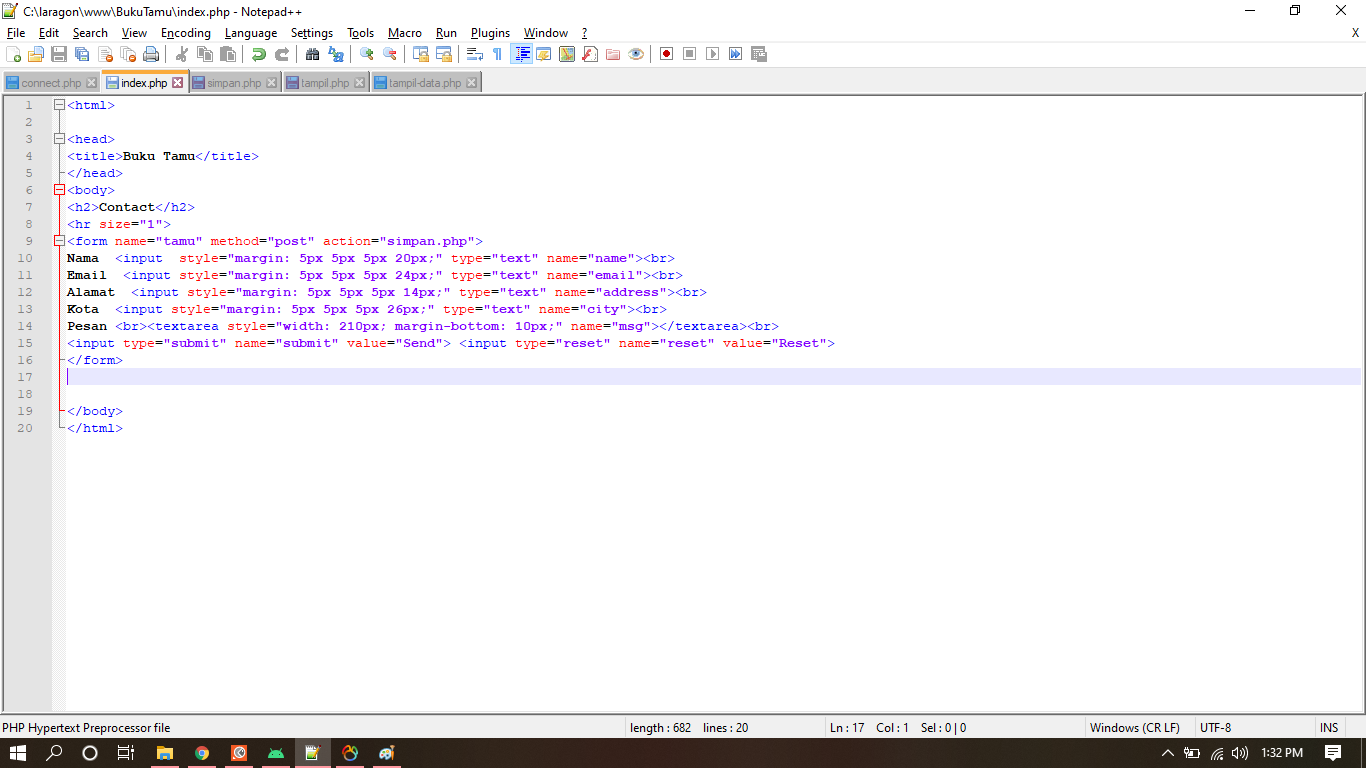 C:\laragon\www\BukuTamu\index.php - Notepad++
File Edit Search View Encoding Language Settings Tools Macro Run Plugins Window ? X
connect.php index.php simpan.php tampil.php tampil-data.php
1 <html>
2
3 <head>
4 <title>Buku Tamu</title>
5 </head>
6 <body>
7 <h2>Contact</h2>
8 <hr size="1">
9 <form name="tamu" method="post" action="simpan.php">
10 Nama  <input  style="margin: 5px 5px 5px 20px;" type="text" name="name"><br>
11 Email  <input style="margin: 5px 5px 5px 24px;" type="text" name="email"><br>
12 Alamat  <input style="margin: 5px 5px 5px 14px;" type="text" name="address"><br>
13 Kota  <input style="margin: 5px 5px 5px 26px;" type="text" name="city"><br>
14 Pesan <br><textarea style="width: 210px; margin-bottom: 10px;" name="msg"></textarea><br>
15 <input type="submit" name="submit" value="Send"> <input type="reset" name="reset" value="Reset">
16 </form>
17
18
19 </body>
20 </html>
PHP Hypertext Preprocessor file length : 682 lines : 20 Ln : 17 Col : 1 Sel : 0 | 0 Windows (CR LF) UTF-8 INS
1:32 PM